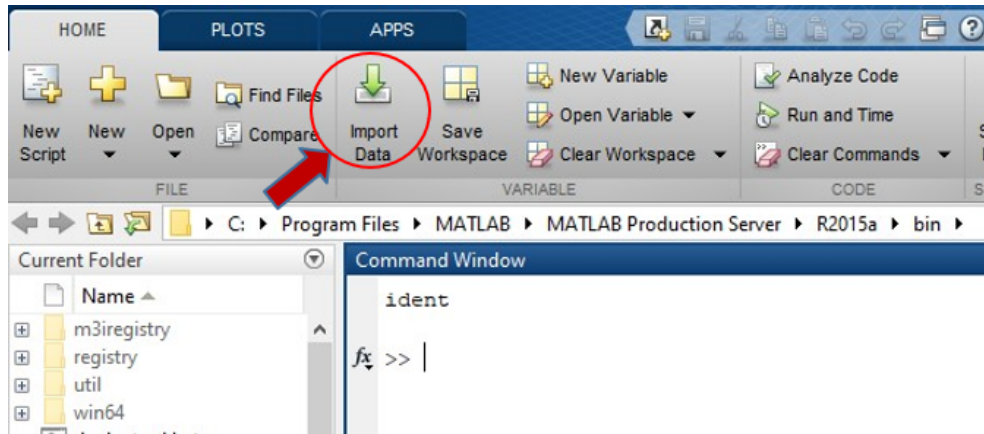 HOME PLOTS APPS
New Script
New
Open
Find Files
Compare
Import Data
Save Workspace
New Variable
Open Variable
Clear Workspace
Analyze Code
Run and Time
Clear Commands
FILE VARIABLE CODE
C: Program Files MATLAB MATLAB Production Server R2015a bin
Current Folder
Name
m3iregistry
registry
util
win64
Command Window
ident
fx >>